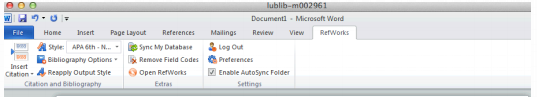 lublib-m002961
Document1 - Microsoft Word
File Home Insert Page Layout References Mailings Review View RefWorks
Insert Citation
Style: APA 6th - N...
Bibliography Options
Reapply Output Style
Citation and Bibliography
Sync My Database
Remove Field Codes
Open RefWorks
Extras
Log Out
Preferences
Enable AutoSync Folder
Settings